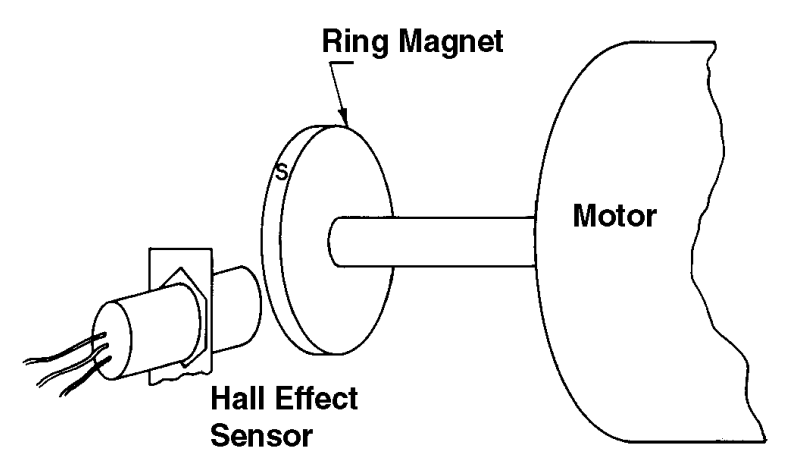 Ring Magnet
S
Motor
Hall Effect
Sensor